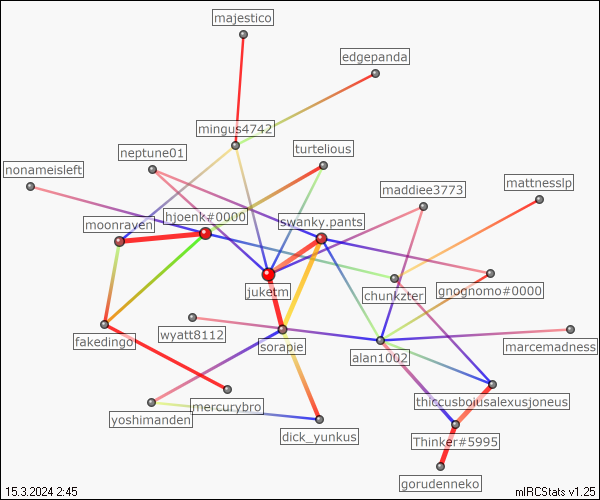 majestico
edgepanda
mingus4742
neptune01
turtelious
nonameisleft
maddiee3773
mattnesslp
moonraven
hjoenk#0000
swanky.pants
juketm
chunkzter
gnognomo#0000
fakedingo
wyatt8112
sorapie
alan1002
marcemadness
yoshimanden
mercurybro
thiccusboiusalexusjoneus
dick_yunkus
Thinker#5995
gorudenneko
15.3.2024 2:45
mIRCStats v1.25